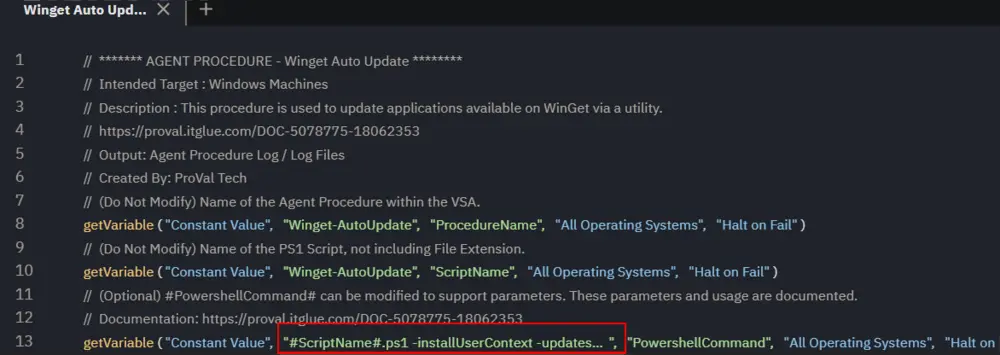 Winget Auto Upd...
1 // ******* AGENT PROCEDURE - Winget Auto Update ********
2 // Intended Target : Windows Machines
3 // Description : This procedure is used to update applications available on WinGet via a utility.
4 // https://proval.itglue.com/DOC-5078775-18062353
5 // Output: Agent Procedure Log / Log Files
6 // Created By: ProVal Tech
7 // (Do Not Modify) Name of the Agent Procedure within the VSA.
8 getVariable ("Constant Value", "Winget-AutoUpdate", "ProcedureName", "All Operating Systems", "Halt on Fail")
9 // (Do Not Modify) Name of the PS1 Script, not including File Extension.
10 getVariable ("Constant Value", "Winget-AutoUpdate", "ScriptName", "All Operating Systems", "Halt on Fail")
11 // (Optional) #PowershellCommand# can be modified to support parameters. These parameters and usage are documented.
12 // Documentation: https://proval.itglue.com/DOC-5078775-18062353
13 getVariable ("Constant Value", "#ScriptName#.ps1 -installUserContext -updates... ", "PowershellCommand", "All Operating Systems", "Halt on